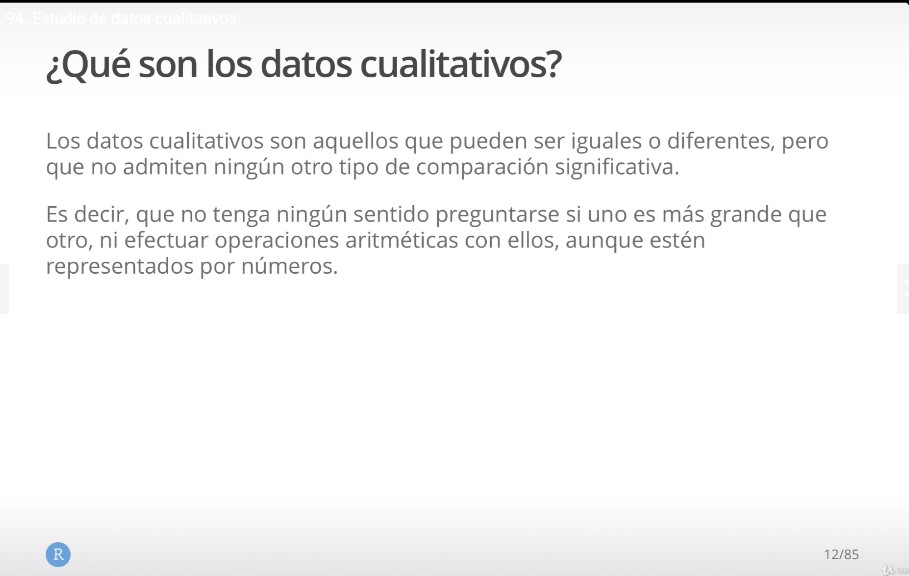 94. Estudio de datos cualitativos
¿Qué son los datos cualitativos?
Los datos cualitativos son aquellos que pueden ser iguales o diferentes, pero
que no admiten ningún otro tipo de comparación significativa.
Es decir, que no tenga ningún sentido preguntarse si uno es más grande que
otro, ni efectuar operaciones aritméticas con ellos, aunque estén
representados por números.
R
12/85